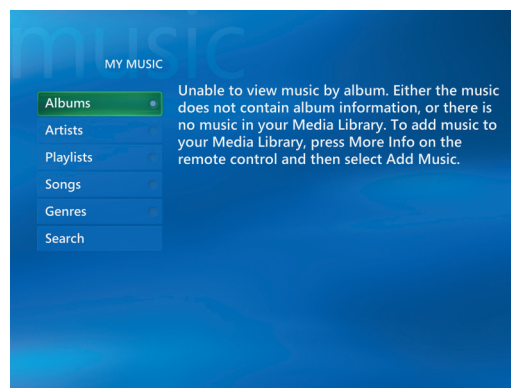 music
MY MUSIC
Albums
Artists
Playlists
Songs
Genres
Search
Unable to view music by album. Either the music
does not contain album information, or there is
no music in your Media Library. To add music to
your Media Library, press More Info on the
remote control and then select Add Music.